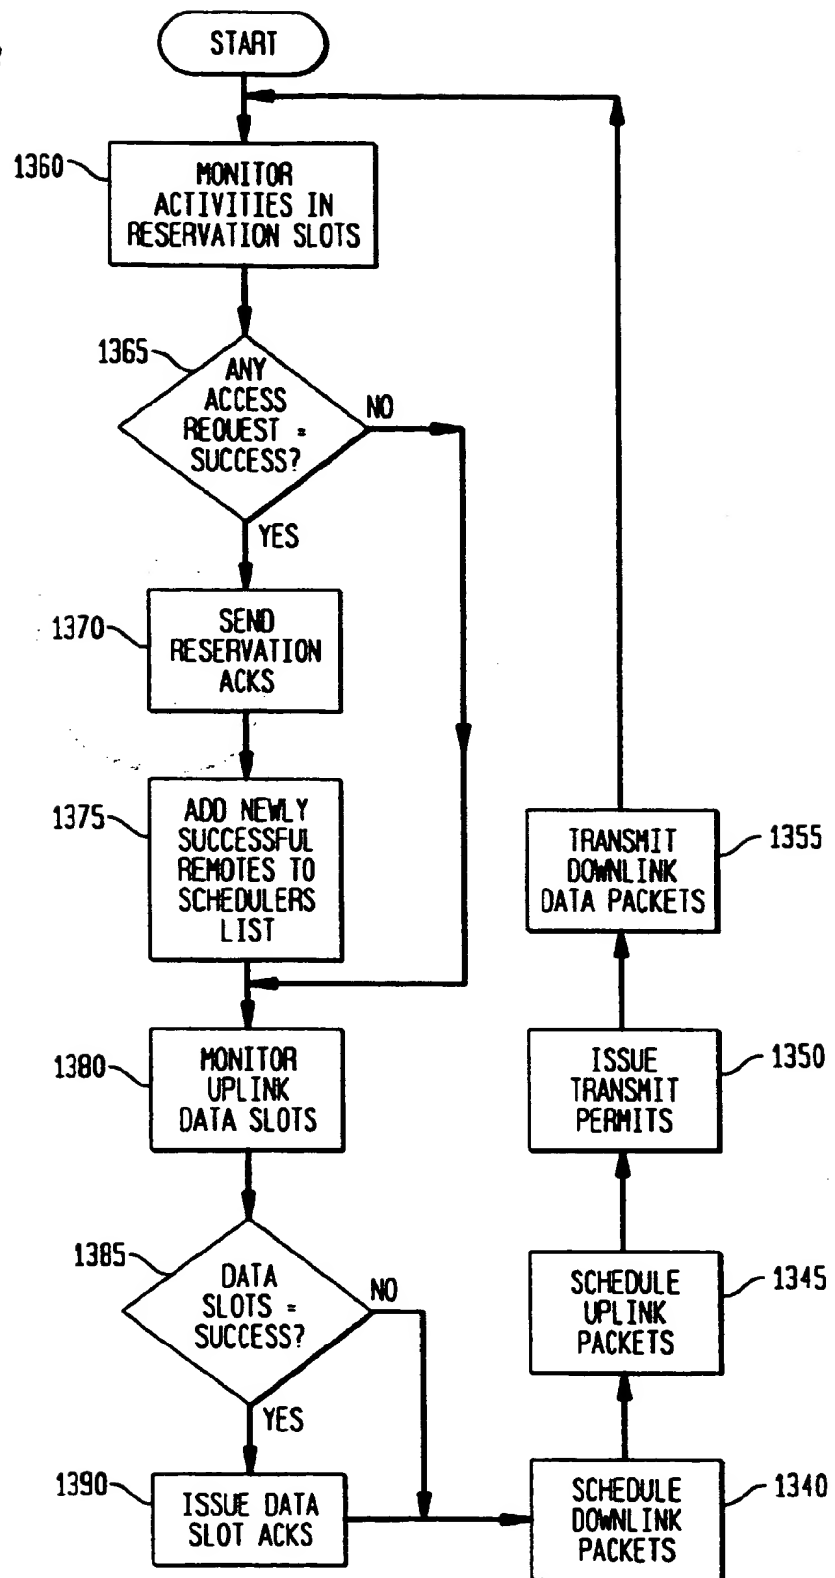 START
1360
MONITOR
ACTIVITIES IN
RESERVATION SLOTS
1365
ANY
ACCESS
REQUEST =
SUCCESS?
NO
YES
1370
SEND
RESERVATION
ACKS
1375
ADD NEWLY
SUCCESSFUL
REMOTES TO
SCHEDULERS
LIST
1380
MONITOR
UPLINK
DATA SLOTS
1385
DATA
SLOTS =
SUCCESS?
NO
YES
1390
ISSUE DATA
SLOT ACKS
SCHEDULE
DOWNLINK
PACKETS
1340
SCHEDULE
UPLINK
PACKETS
1345
ISSUE
TRANSMIT
PERMITS
1350
TRANSMIT
DOWNLINK
DATA PACKETS
1355